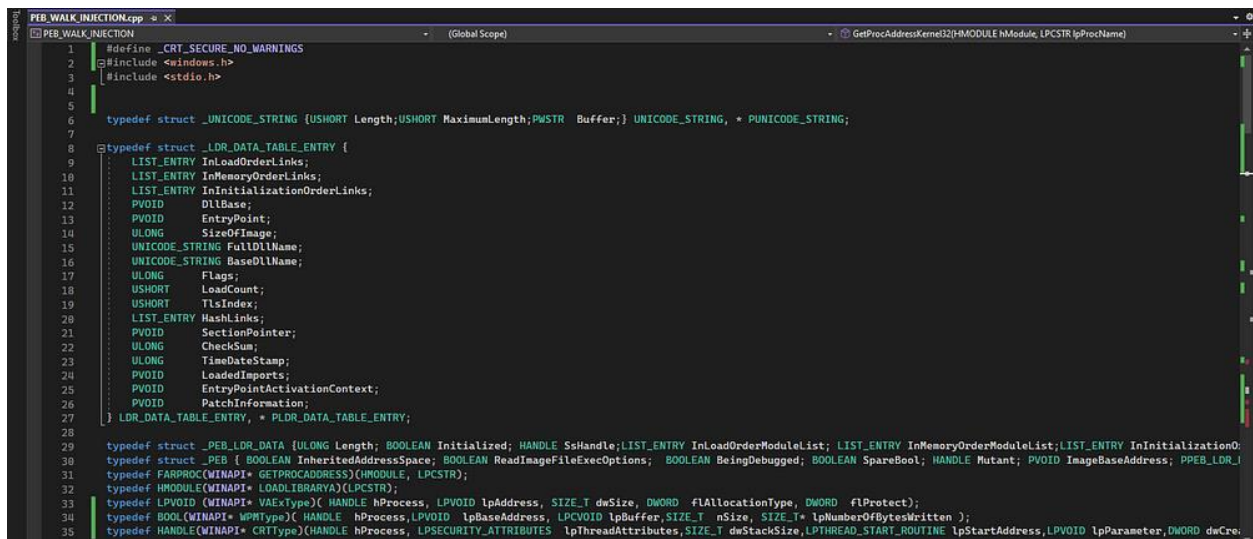 Toolbox
PEB_WALK_INJECTION.cpp
PEB_WALK_INJECTION (Global Scope) GetProcAddressKernel32(HMODULE hModule, LPCSTR lpProcName)
1 #define _CRT_SECURE_NO_WARNINGS
2 #include <windows.h>
3 #include <stdio.h>
4
5
6 typedef struct _UNICODE_STRING {USHORT Length;USHORT MaximumLength;PWSTR Buffer;} UNICODE_STRING, * PUNICODE_STRING;
7
8 typedef struct _LDR_DATA_TABLE_ENTRY {
9 LIST_ENTRY InLoadOrderLinks;
10 LIST_ENTRY InMemoryOrderLinks;
11 LIST_ENTRY InInitializationOrderLinks;
12 PVOID DllBase;
13 PVOID EntryPoint;
14 ULONG SizeOfImage;
15 UNICODE_STRING FullDllName;
16 UNICODE_STRING BaseDllName;
17 ULONG Flags;
18 USHORT LoadCount;
19 USHORT TlsIndex;
20 LIST_ENTRY HashLinks;
21 PVOID SectionPointer;
22 ULONG CheckSum;
23 ULONG TimeDateStamp;
24 PVOID LoadedImports;
25 PVOID EntryPointActivationContext;
26 PVOID PatchInformation;
27 } LDR_DATA_TABLE_ENTRY, * PLDR_DATA_TABLE_ENTRY;
28
29 typedef struct _PEB_LDR_DATA {ULONG Length; BOOLEAN Initialized; HANDLE SsHandle;LIST_ENTRY InLoadOrderModuleList; LIST_ENTRY InMemoryOrderModuleList;LIST_ENTRY InInitializationO
30 typedef struct _PEB { BOOLEAN InheritedAddressSpace; BOOLEAN ReadImageFileExecOptions; BOOLEAN BeingDebugged; BOOLEAN SpareBool; HANDLE Mutant; PVOID ImageBaseAddress; PPEB_LDR_
31 typedef FARPROC(WINAPI* GETPROCADDRESS)(HMODULE, LPCSTR);
32 typedef HMODULE(WINAPI* LOADLIBRARYA)(LPCSTR);
33 typedef LPVOID (WINAPI* VAExType)( HANDLE hProcess, LPVOID lpAddress, SIZE_T dwSize, DWORD flAllocationType, DWORD flProtect);
34 typedef BOOL(WINAPI* WPMType)( HANDLE hProcess,LPVOID lpBaseAddress, LPCVOID lpBuffer,SIZE_T nSize, SIZE_T* lpNumberOfBytesWritten );
35 typedef HANDLE(WINAPI* CRTType)(HANDLE hProcess, LPSECURITY_ATTRIBUTES lpThreadAttributes,SIZE_T dwStackSize,LPTHREAD_START_ROUTINE lpStartAddress,LPVOID lpParameter,DWORD dwCre